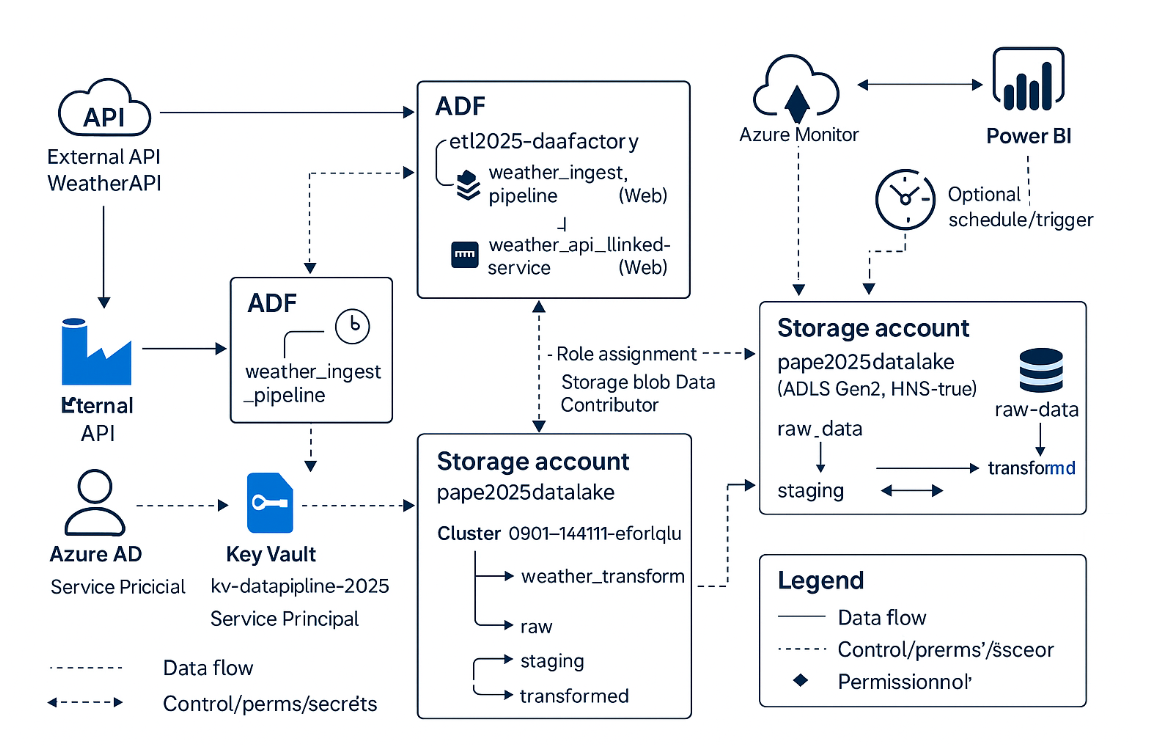 API
External API
WeatherAPI
External
API
Azure AD
Service Pricicial
Data flow
Control/perms/secrets
ADF
weather_ingest
_pipeline
Key Vault
kv-datapipline-2025
Service Principal
ADF
etl2025-daafactory
weather_ingest,
pipeline (Web)
weather_api_llinked-
service (Web)
- Role assignment
Storage blob Data
Contributor
Storage account
pape2025datalake
Cluster 0901–144111-eforlqlu
weather_transform
raw
staging
transformed
Azure Monitor
Power BI
Optional
schedule/trigger
Storage account
pape2025datalake
(ADLS Gen2, HNS-true)
raw-data
raw_data
transformd
staging
Legend
Data flow
Control/prerms'/s̈sceor
Permissionnol'